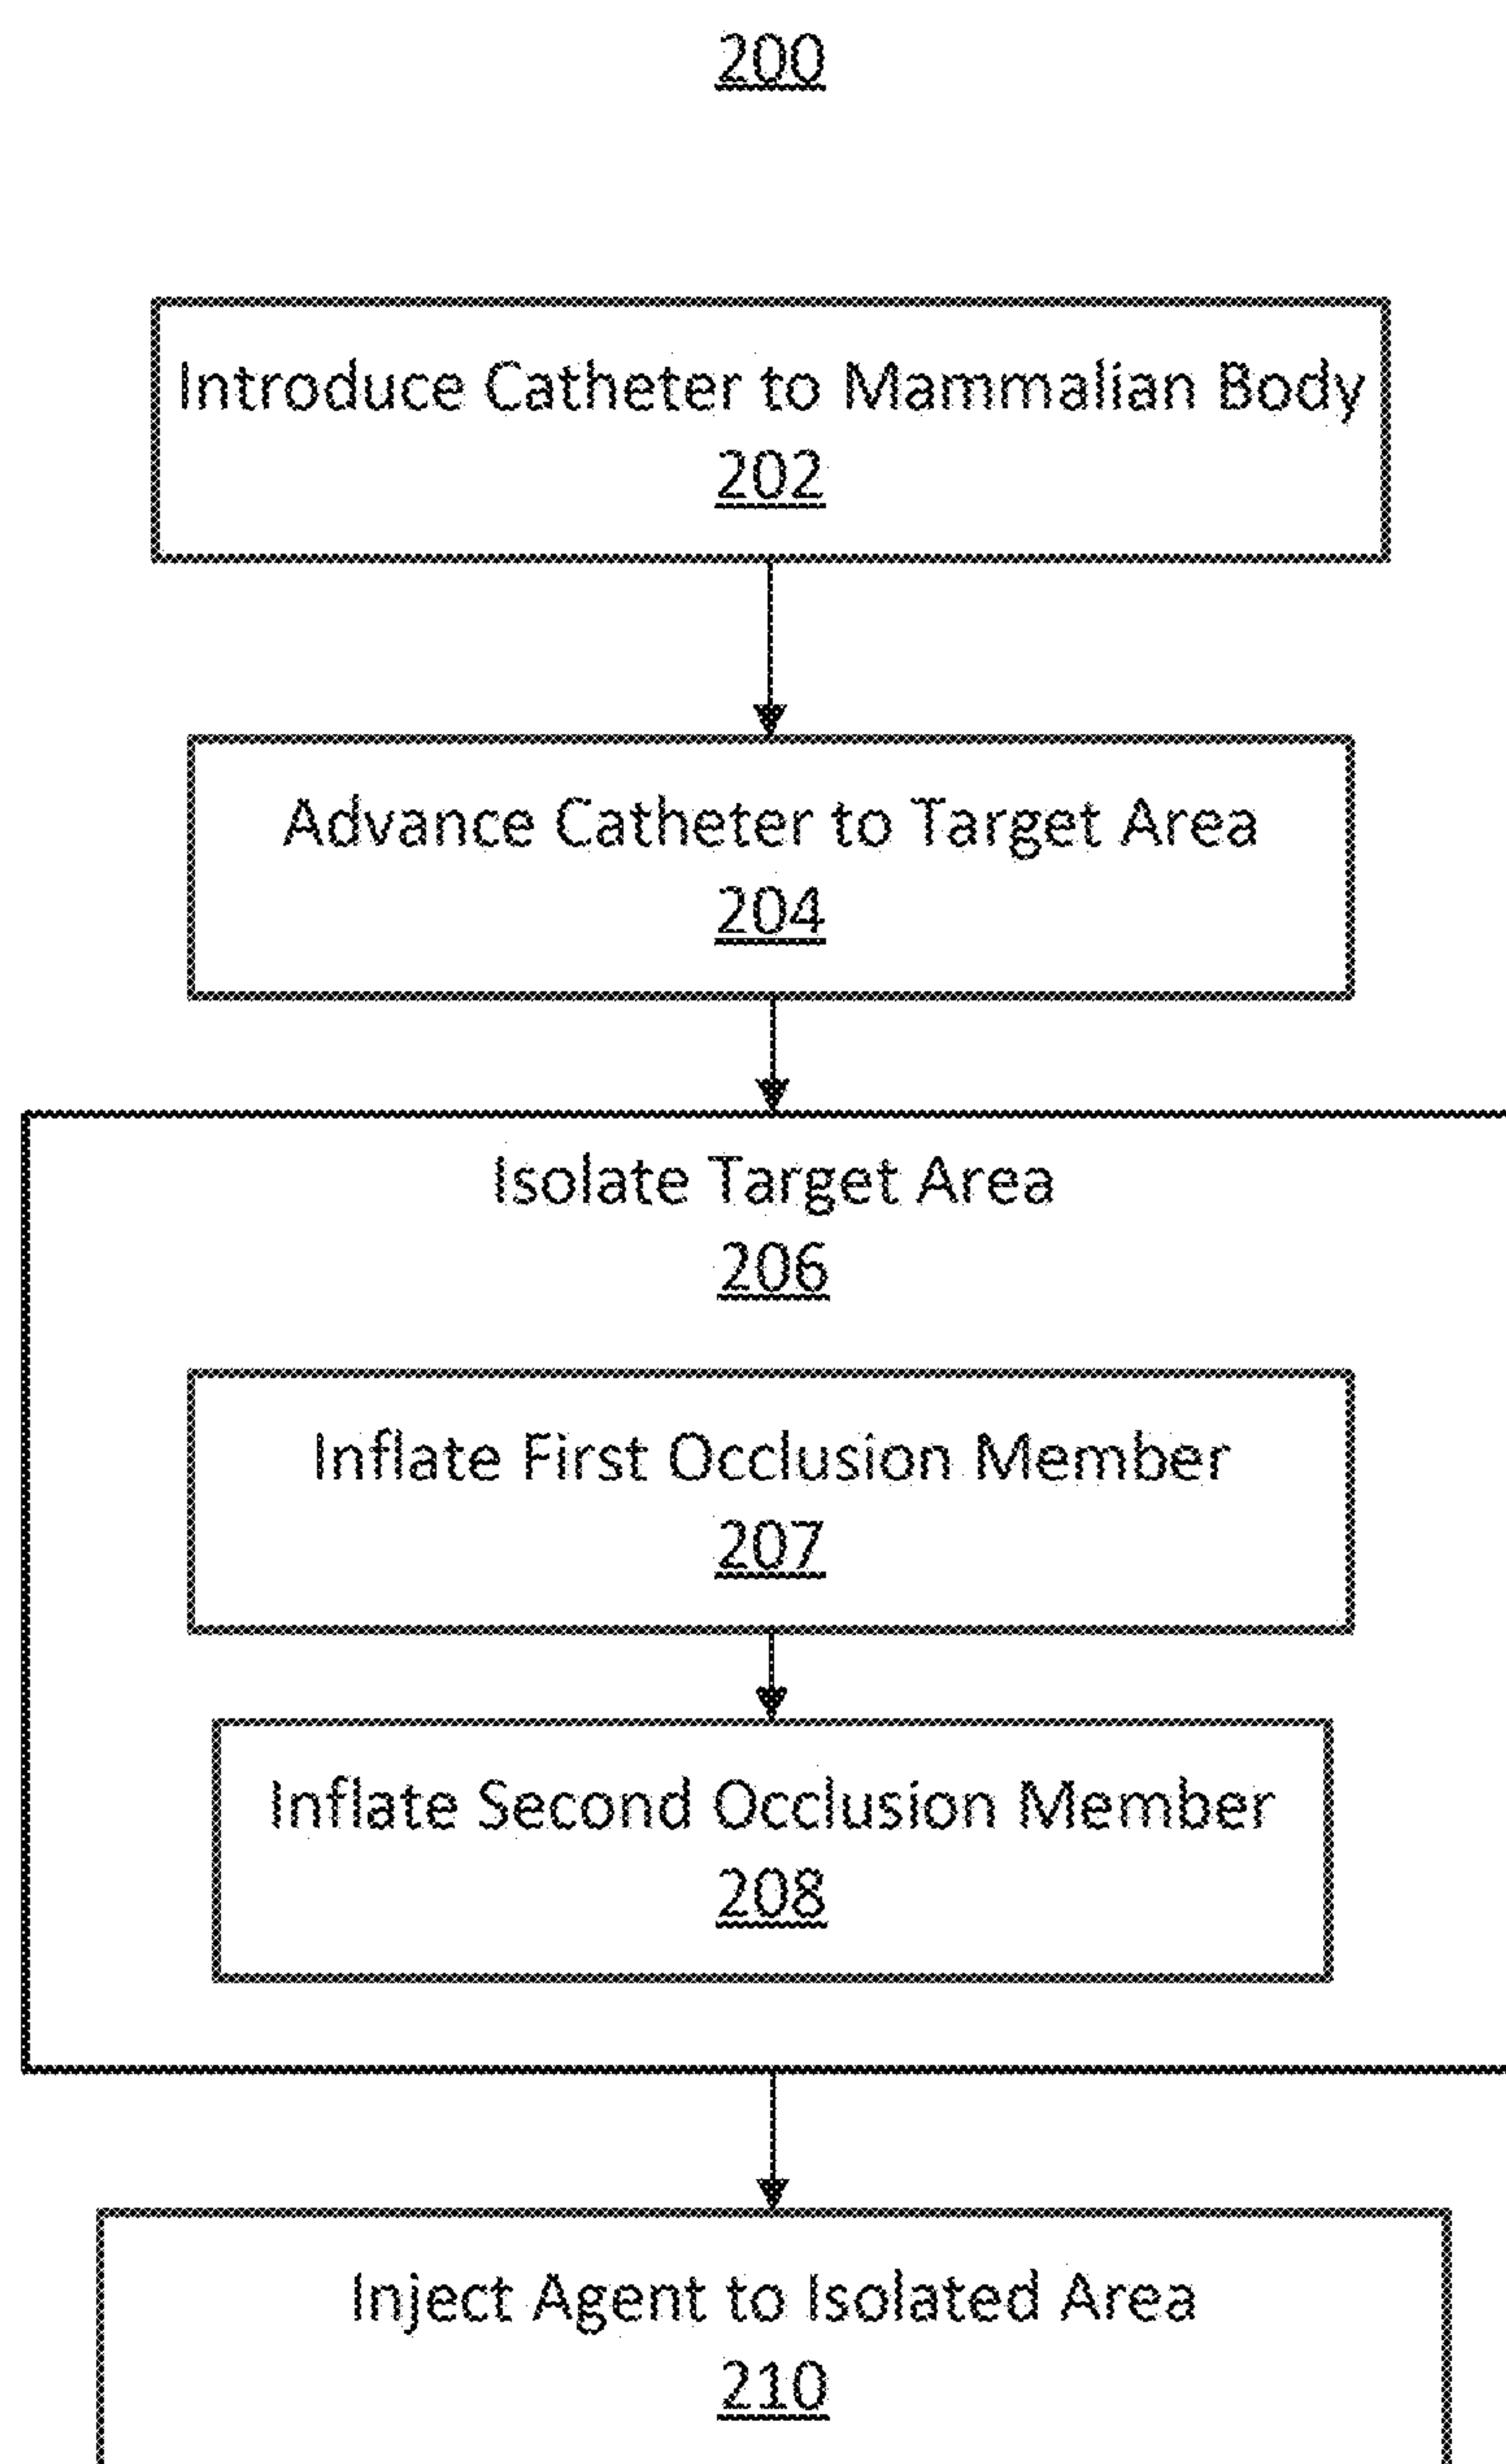 200
Introduce Catheter to Mammalian Body
202
Advance Catheter to Target Area
204
Isolate Target Area
206
Inflate First Occlusion Member
207
Inflate Second Occlusion Member
208
Inject Agent to Isolated Area
210